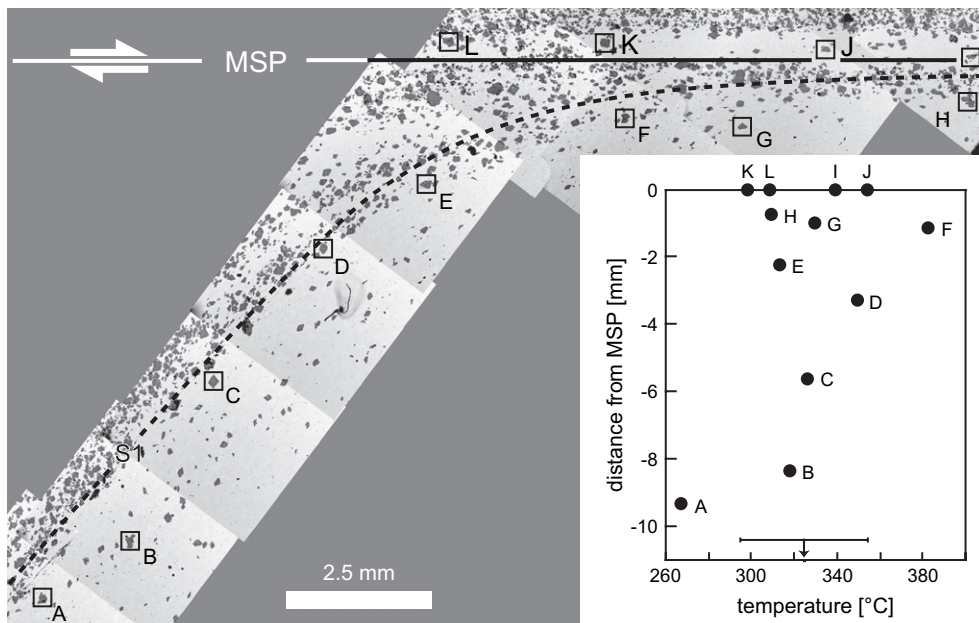 MSP
L
K
J
H
F
G
E
D
C
S1
B
A
2.5 mm
K L I J
0
H
G
F
-2
E
D
-4
C
-6
-8
B
A
-10
260 300 340 380
distance from MSP [mm]
temperature [°C]